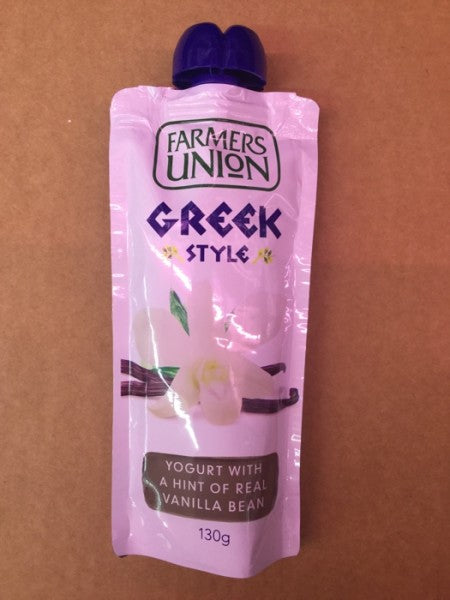 FARMERS
UNION
GREEK
STYLE
YOGURT WITH
A HINT OF REAL
VANILLA BEAN
130g